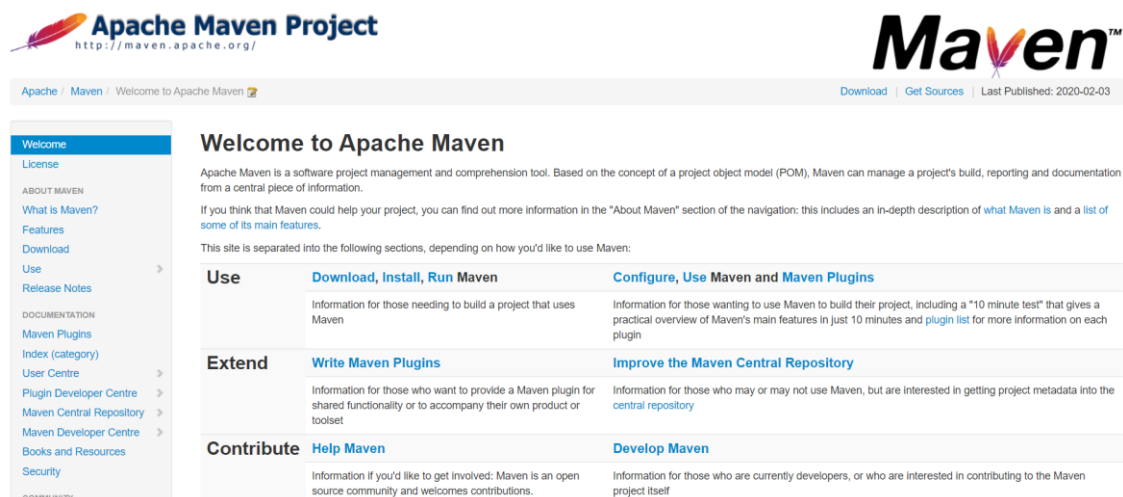 Apache Maven Project
http://maven.apache.org/
Maven™
Apache / Maven / Welcome to Apache Maven
Download | Get Sources | Last Published: 2020-02-03
Welcome
License
ABOUT MAVEN
What is Maven?
Features
Download
Use
Release Notes
DOCUMENTATION
Maven Plugins
Index (category)
User Centre
Plugin Developer Centre
Maven Central Repository
Maven Developer Centre
Books and Resources
Security
COMMUNITY
Welcome to Apache Maven
Apache Maven is a software project management and comprehension tool. Based on the concept of a project object model (POM), Maven can manage a project's build, reporting and documentation
from a central piece of information.
If you think that Maven could help your project, you can find out more information in the "About Maven" section of the navigation: this includes an in-depth description of what Maven is and a list of
some of its main features.
This site is separated into the following sections, depending on how you'd like to use Maven:
Use
Download, Install, Run Maven
Configure, Use Maven and Maven Plugins
Information for those needing to build a project that uses
Maven
Information for those wanting to use Maven to build their project, including a "10 minute test" that gives a
practical overview of Maven's main features in just 10 minutes and plugin list for more information on each
plugin
Extend
Write Maven Plugins
Improve the Maven Central Repository
Information for those who want to provide a Maven plugin for
shared functionality or to accompany their own product or
toolset
Information for those who may or may not use Maven, but are interested in getting project metadata into the
central repository
Contribute
Help Maven
Develop Maven
Information if you'd like to get involved: Maven is an open
source community and welcomes contributions.
Information for those who are currently developers, or who are interested in contributing to the Maven
project itself